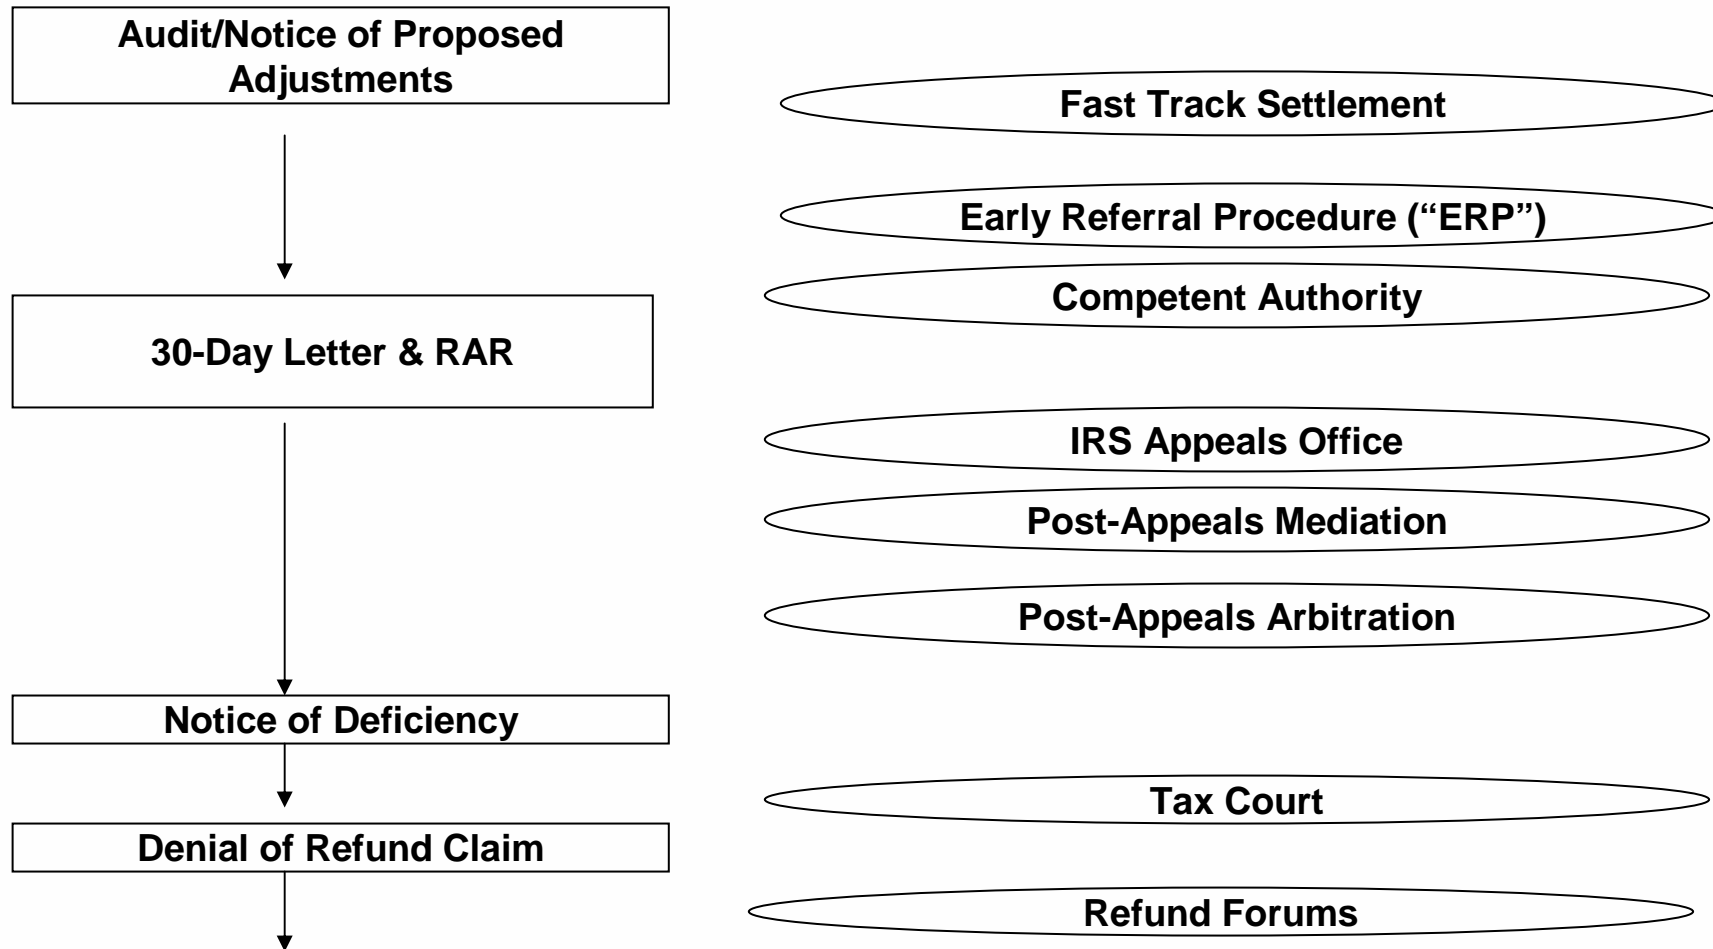 Audit/Notice of Proposed
Adjustments
Fast Track Settlement
Early Referral Procedure (“ERP”)
Competent Authority
30-Day Letter & RAR
IRS Appeals Office
Post-Appeals Mediation
Post-Appeals Arbitration
Notice of Deficiency
Tax Court
Denial of Refund Claim
Refund Forums